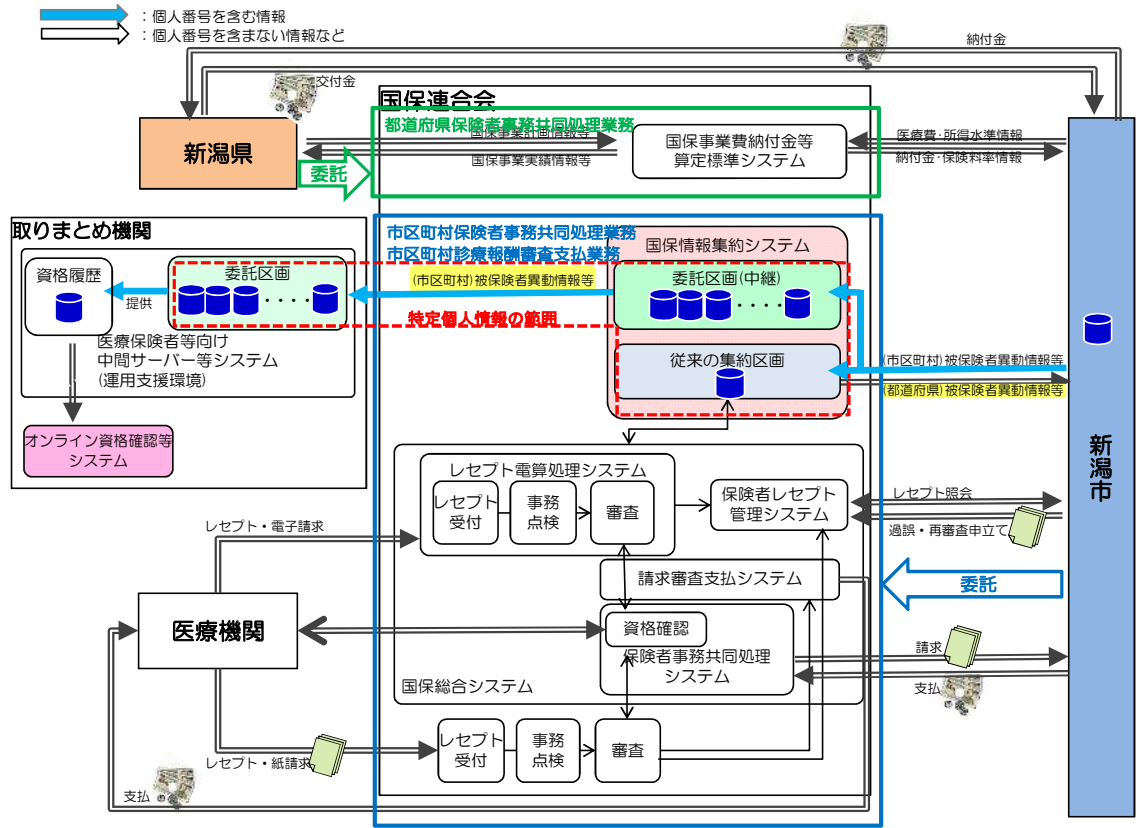 ：個人番号を含む情報
：個人番号を含まない情報など
納付金
交付金
国保連合会
都道府県保険者事務共同処理業務
新潟県
国保事業計画情報等
国保事業実績情報等
委託
国保事業費納付金等
算定標準システム
医療費・所得水準情報
納付金・保険料率情報
取りまとめ機関
市区町村保険者事務共同処理業務
市区町村診療報酬審査支払業務
国保情報集約システム
資格履歴
提供
委託区画
・・・・
(市区町村)被保険者異動情報等
委託区画(中継)
・・・・
特定個人情報の範囲
医療保険者等向け
中間サーバー等システム
(運用支援環境)
従来の集約区画
(市区町村)被保険者異動情報等
(都道府県)被保険者異動情報等
オンライン資格確認等
システム
新潟市
レセプト電算処理システム
レセプト
受付
事務
点検
審査
保険者レセプト
管理システム
レセプト照会
過誤・再審査申立て
レセプト・電子請求
請求審査支払システム
委託
医療機関
資格確認
保険者事務共同処理
システム
請求
支払
国保総合システム
レセプト
受付
事務
点検
審査
レセプト・紙請求
支払